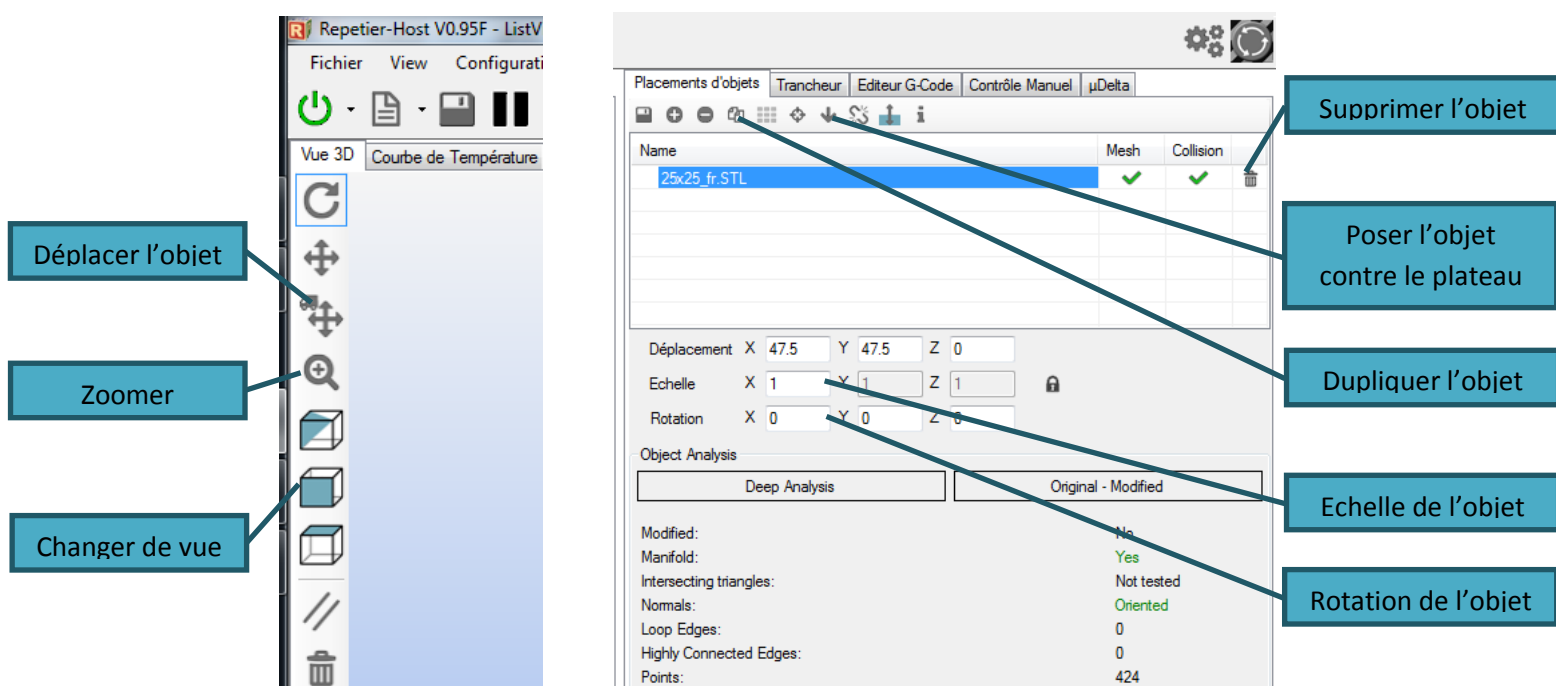 Repetier-Host V0.95F - ListV
Fichier View Configurati
Vue 3D Courbe de Température
Déplacer l'objet
Zoomer
Changer de vue
Placements d'objets Trancheur Editeur G-Code Contrôle Manuel µDelta
Name Mesh Collision
25x25_fr.STL
Déplacement X 47.5 Y 47.5 Z 0
Echelle X 1 Y 1 Z 1
Rotation X 0 Y 0 Z 0
Object Analysis
Deep Analysis Original - Modified
Modified: No
Manifold: Yes
Intersecting triangles: Not tested
Normals: Oriented
Loop Edges: 0
Highly Connected Edges: 0
Points: 424
Supprimer l'objet
Poser l'objet
contre le plateau
Dupliquer l'objet
Echelle de l'objet
Rotation de l'objet